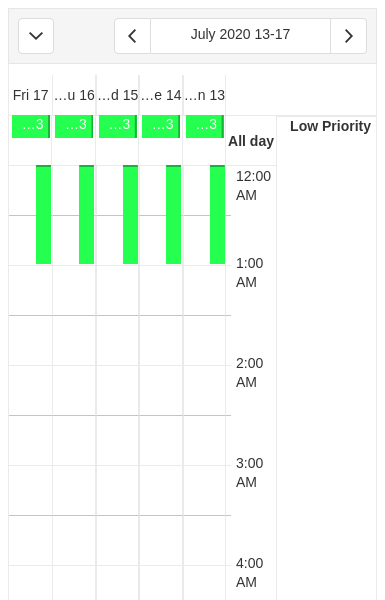 July 2020 13-17
Fri 17 …u 16 …d 15 …e 14 …n 13
…3 …3 …3 …3 …3
Low Priority
All day
12:00
AM
1:00
AM
2:00
AM
3:00
AM
4:00
AM